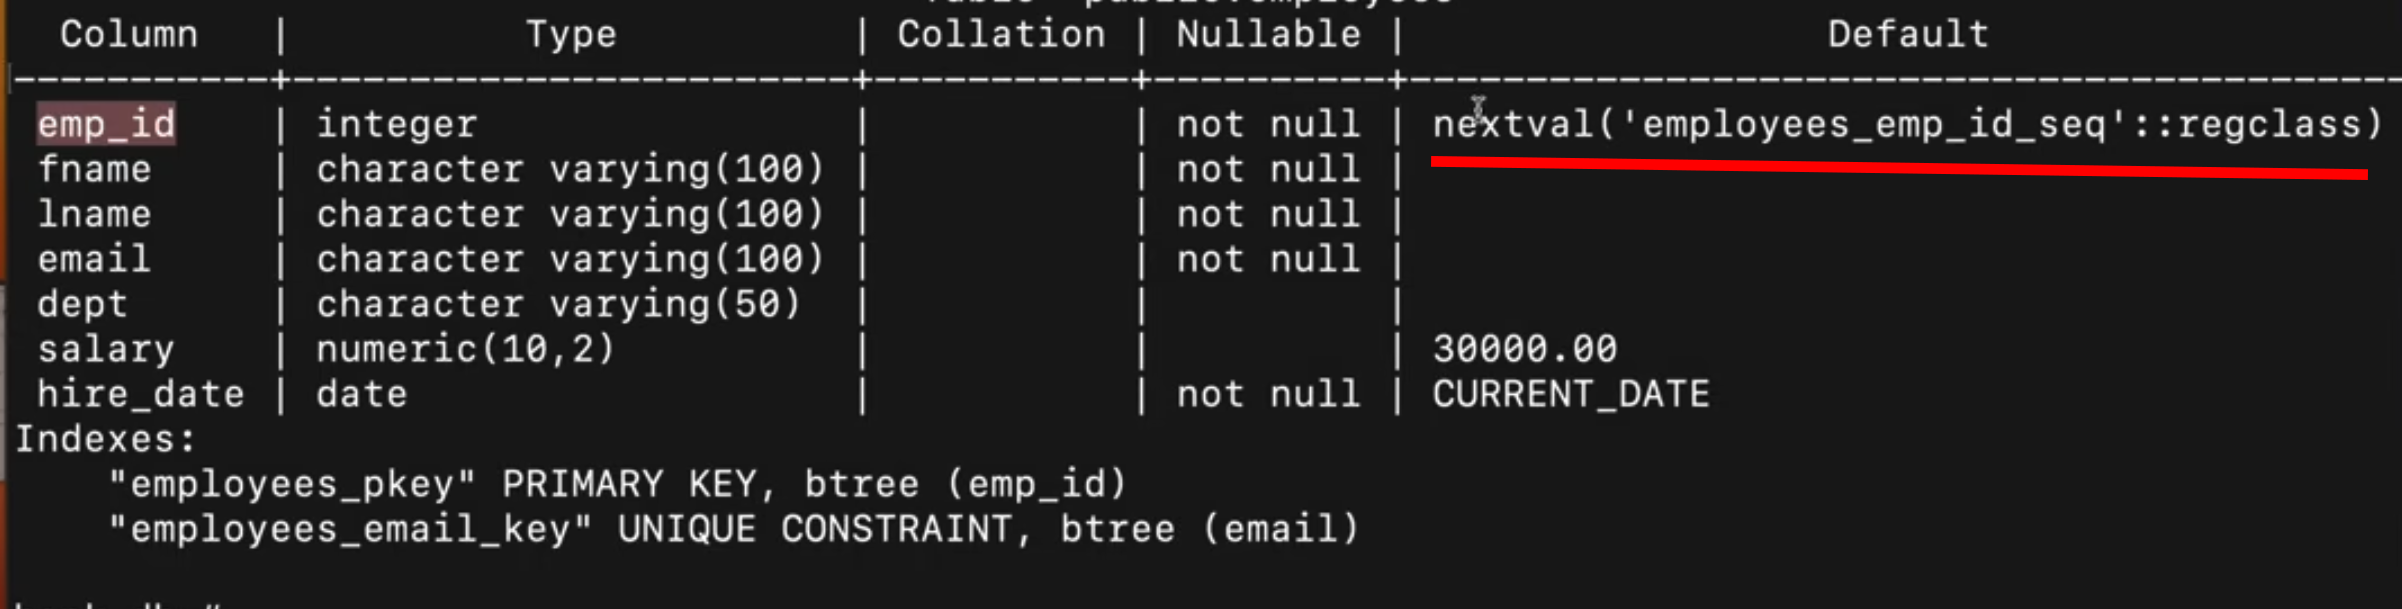 Column | Type | Collation | Nullable | Default
-----------+-------------------------+-----------+----------+------------------------------------------
emp_id | integer | | not null | nextval('employees_emp_id_seq'::regclass)
fname | character varying(100) | | not null |
lname | character varying(100) | | not null |
email | character varying(100) | | not null |
dept | character varying(50) | | |
salary | numeric(10,2) | | | 30000.00
hire_date | date | | not null | CURRENT_DATE
Indexes:
"employees_pkey" PRIMARY KEY, btree (emp_id)
"employees_email_key" UNIQUE CONSTRAINT, btree (email)